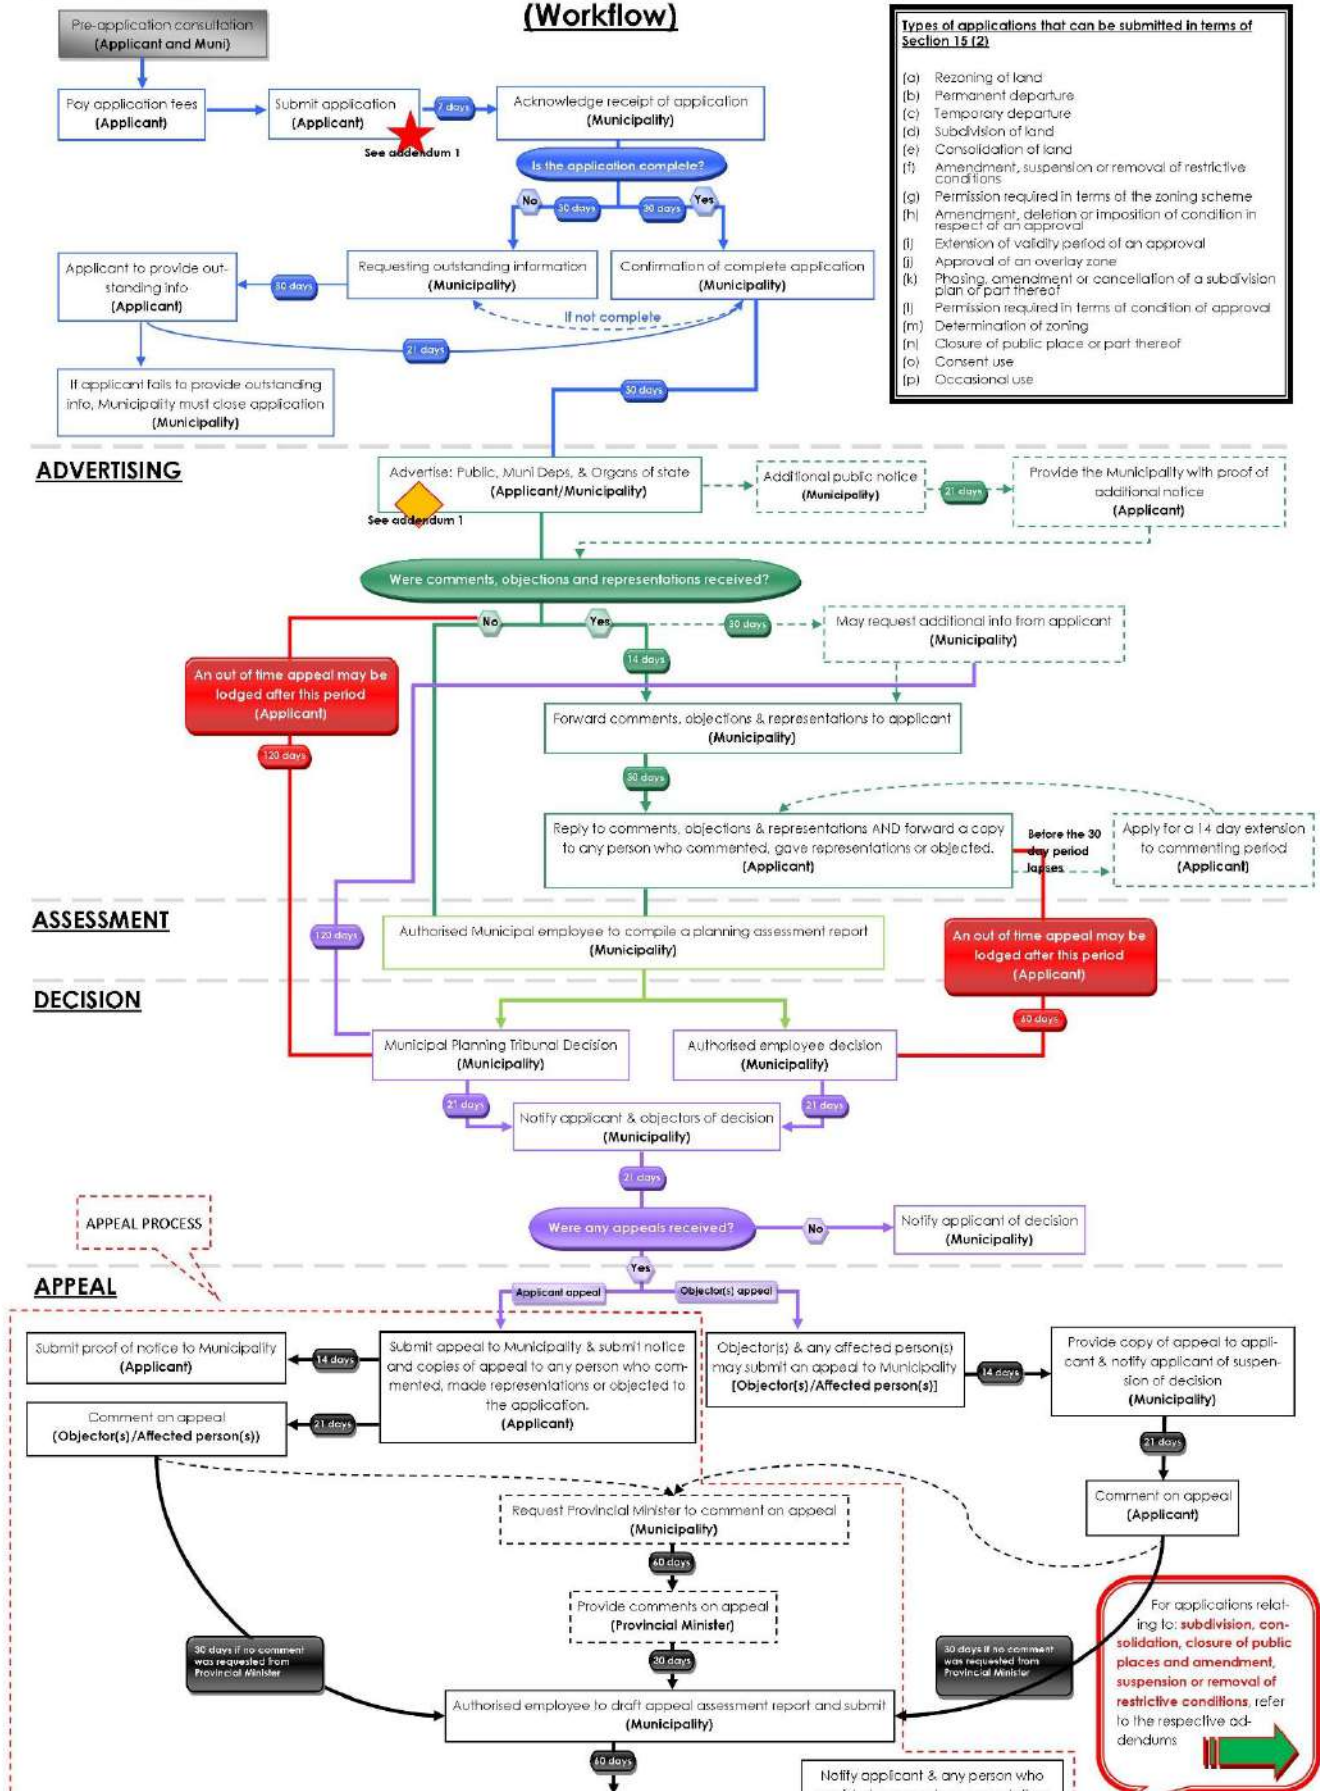 (Workflow)
Pre-application consultation
(Applicant and Muni)
Pay application fees
(Applicant)
Submit application
(Applicant)
See addendum 1
7 days
Acknowledge receipt of application
(Municipality)
Is the application complete?
No
30 days
30 days
Yes
Applicant to provide out-
standing info
(Applicant)
30 days
Requesting outstanding information
(Municipality)
Confirmation of complete application
(Municipality)
If not complete
21 days
If applicant fails to provide outstanding
info, Municipality must close application
(Municipality)
30 days
Types of applications that can be submitted in terms of
Section 15 (2)
(a) Rezoning of land
(b) Permanent departure
(c) Temporary departure
(d) Subdivision of land
(e) Consolidation of land
(f) Amendment, suspension or removal of restrictive
conditions
(g) Permission required in terms of the zoning scheme
(h) Amendment, deletion or imposition of condition in
respect of an approval
(i) Extension of validity period of an approval
(j) Approval of an overlay zone
(k) Phasing, amendment or cancellation of a subdivision
plan or part thereof
(l) Permission required in terms of condition of approval
(m) Determination of zoning
(n) Closure of public place or part thereof
(o) Consent use
(p) Occasional use
ADVERTISING
Advertise: Public, Muni Deps, & Organs of state
(Applicant/Municipality)
See addendum 1
Additional public notice
(Municipality)
21 days
Provide the Municipality with proof of
additional notice
(Applicant)
Were comments, objections and representations received?
No
Yes
30 days
May request additional info from applicant
(Municipality)
14 days
An out of time appeal may be
lodged after this period
(Applicant)
120 days
Forward comments, objections & representations to applicant
(Municipality)
30 days
Reply to comments, objections & representations AND forward a copy
to any person who commented, gave representations or objected.
(Applicant)
Before the 30
day period
lapses
Apply for a 14 day extension
to commenting period
(Applicant)
ASSESSMENT
120 days
Authorised Municipal employee to compile a planning assessment report
(Municipality)
An out of time appeal may be
lodged after this period
(Applicant)
60 days
DECISION
Municipal Planning Tribunal Decision
(Municipality)
Authorised employee decision
(Municipality)
21 days
21 days
Notify applicant & objectors of decision
(Municipality)
21 days
Were any appeals received?
No
Notify applicant of decision
(Municipality)
Yes
APPEAL PROCESS
APPEAL
Applicant appeal
Objector(s) appeal
Submit proof of notice to Municipality
(Applicant)
14 days
Submit appeal to Municipality & submit notice
and copies of appeal to any person who com-
mented, made representations or objected to
the application.
(Applicant)
Comment on appeal
(Objector(s)/Affected person(s))
21 days
Objector(s) & any affected person(s)
may submit an appeal to Municipality
[Objector(s)/Affected person(s)]
14 days
Provide copy of appeal to appli-
cant & notify applicant of suspen-
sion of decision
(Municipality)
21 days
Comment on appeal
(Applicant)
Request Provincial Minister to comment on appeal
(Municipality)
60 days
Provide comments on appeal
(Provincial Minister)
30 days
30 days if no comment
was requested from
Provincial Minister
30 days if no comment
was requested from
Provincial Minister
Authorised employee to draft appeal assessment report and submit
(Municipality)
60 days
For applications relat-
ing to: subdivision, con-
solidation, closure of public
places and amendment,
suspension or removal of
restrictive conditions, refer
to the respective ad-
dendums
Notify applicant & any person who